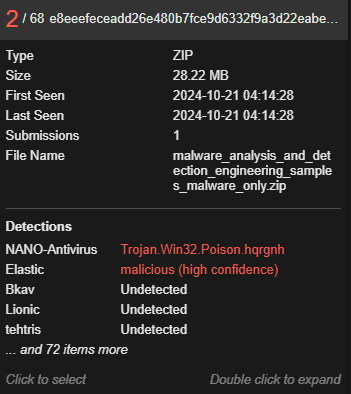 2 / 68 e8eeefeceadd26e480b7fce9d6332f9a3d22eabe...
Type ZIP
Size 28.22 MB
First Seen 2024-10-21 04:14:28
Last Seen 2024-10-21 04:14:28
Submissions 1
File Name malware_analysis_and_det
ection_engineering_sample
s_malware_only.zip
Detections
NANO-Antivirus Trojan.Win32.Poison.hqrgnh
Elastic malicious (high confidence)
Bkav Undetected
Lionic Undetected
tehtris Undetected
... and 72 items more
Click to select Double click to expand